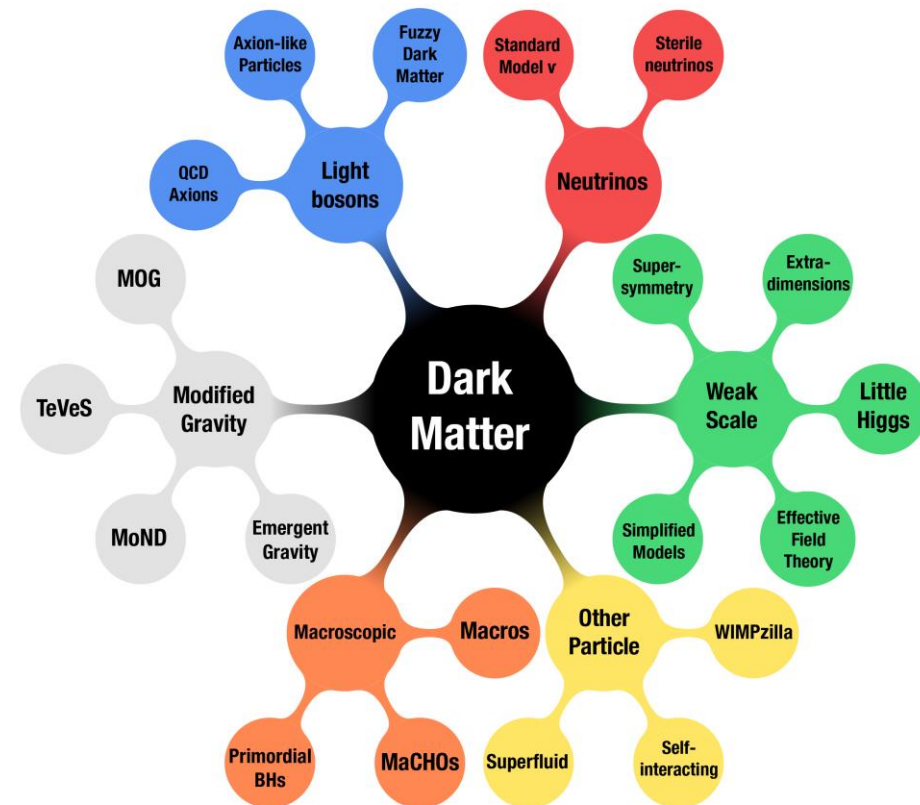 Axion-like
Particles
Fuzzy
Dark
Matter
QCD
Axions
Light
bosons
Standard
Model ν
Sterile
neutrinos
Neutrinos
MOG
TeVeS
MoND
Emergent
Gravity
Modified
Gravity
Dark
Matter
Super-
symmetry
Extra-
dimensions
Weak
Scale
Little
Higgs
Simplified
Models
Effective
Field
Theory
Macroscopic
Macros
Primordial
BHs
MaCHOs
Other
Particle
WIMPzilla
Superfluid
Self-
interacting